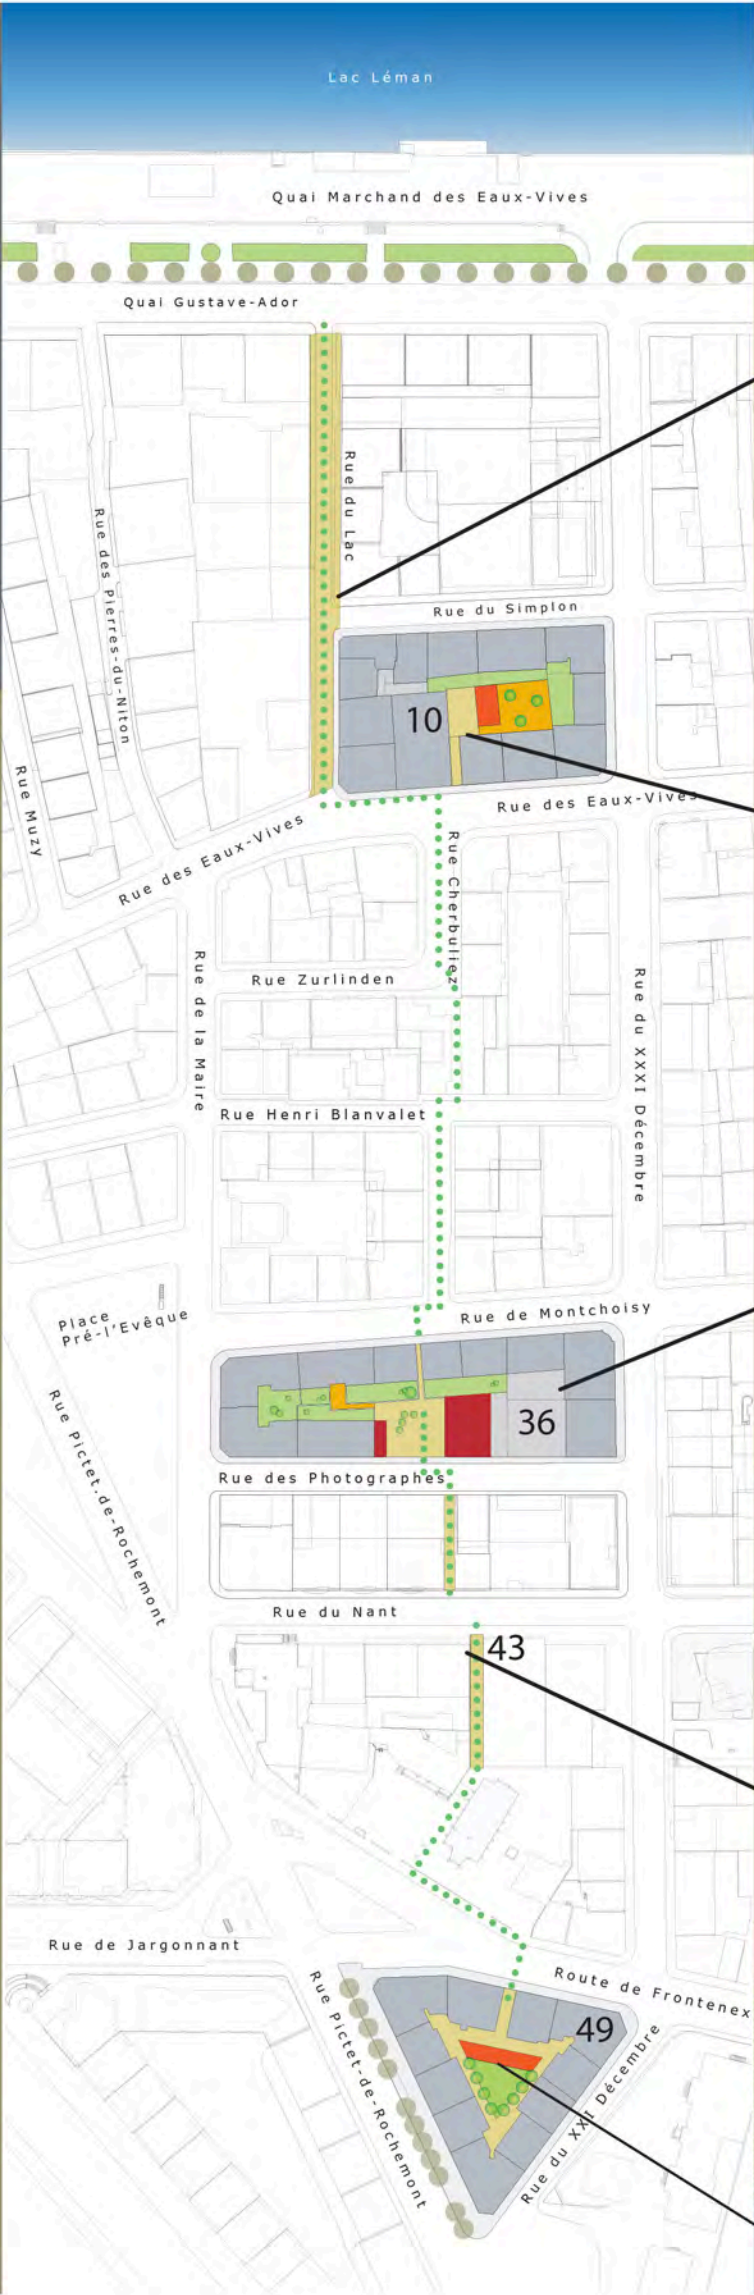 Lac Léman
Quai Marchand des Eaux-Vives
Quai Gustave-Ador
Rue du Lac
Rue des Pierres-du-Niton
Rue du Simplon
10
Rue Muzy
Rue des Eaux-Vives
Rue des Eaux-Vives
Rue Cherbuliez
Rue de la Maire
Rue Zurlinden
Rue du XXXI Décembre
Rue Henri Blanvalet
Place
Pré-l'Evêque
Rue de Montchoisy
36
Rue Pictet.de-Rochemont
Rue des Photographes
Rue du Nant
43
Rue de Jargonnant
Route de Frontenex
Rue Pictet-de-Rochemont
49
Rue du XXI Décembre